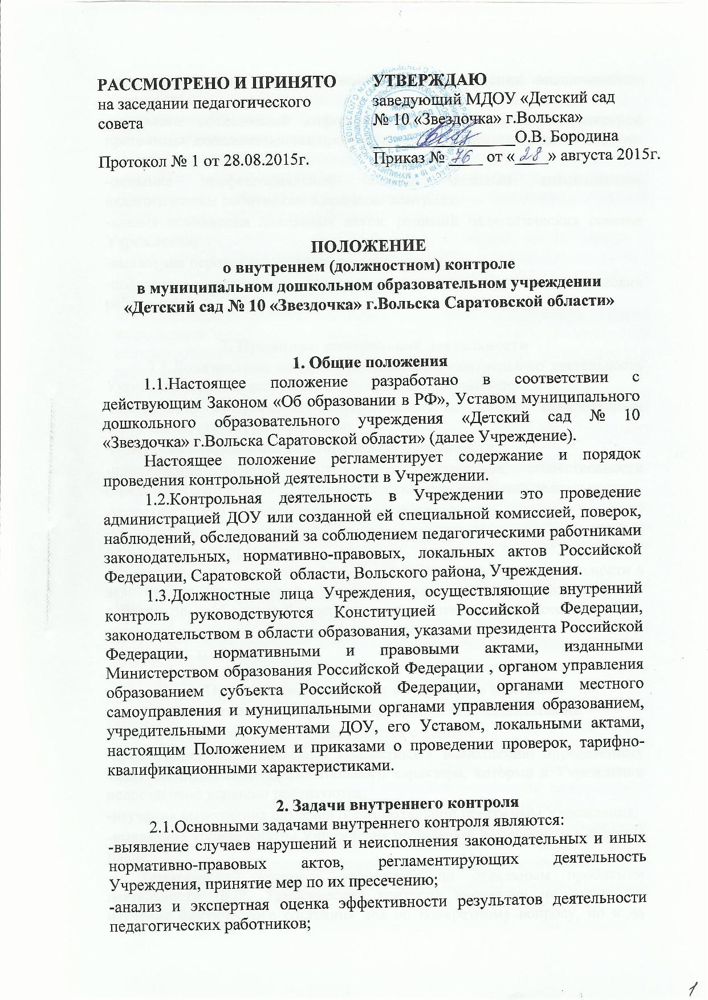 РАССМОТРЕНО И ПРИНЯТО
на заседании педагогического
совета
Протокол № 1 от 28.08.2015г.
УТВЕРЖДАЮ
заведующий МДОУ «Детский сад
№ 10 «Звездочка» г.Вольска»
О.В. Бородина
Приказ № 76 от «28» августа 2015г.
ПОЛОЖЕНИЕ
о внутреннем (должностном) контроле
в муниципальном дошкольном образовательном учреждении
«Детский сад № 10 «Звездочка» г.Вольска Саратовской области»
1. Общие положения
1.1.Настоящее положение разработано в соответствии с
действующим Законом «Об образовании в РФ», Уставом муниципального
дошкольного образовательного учреждения «Детский сад № 10
«Звездочка» г.Вольска Саратовской области» (далее Учреждение).
Настоящее положение регламентирует содержание и порядок
проведения контрольной деятельности в Учреждении.
1.2.Контрольная деятельность в Учреждении это проведение
администрацией ДОУ или созданной ей специальной комиссией, поверок,
наблюдений, обследований за соблюдением педагогическими работниками
законодательных, нормативно-правовых, локальных актов Российской
Федерации, Саратовской области, Вольского района, Учреждения.
1.3.Должностные лица Учреждения, осуществляющие внутренний
контроль руководствуются Конституцией Российской Федерации,
законодательством в области образования, указами президента Российской
Федерации, нормативными и правовыми актами, изданными
Министерством образования Российской Федерации , органом управления
образованием субъекта Российской Федерации, органами местного
самоуправления и муниципальными органами управления образованием,
учредительными документами ДОУ, его Уставом, локальными актами,
настоящим Положением и приказами о проведении проверок, тарифно-
квалификационными характеристиками.
2. Задачи внутреннего контроля
2.1.Основными задачами внутреннего контроля являются:
-выявление случаев нарушений и неисполнения законодательных и иных
нормативно-правовых актов, регламентирующих деятельность
Учреждения, принятие мер по их пресечению;
-анализ и экспертная оценка эффективности результатов деятельности
педагогических работников;
1